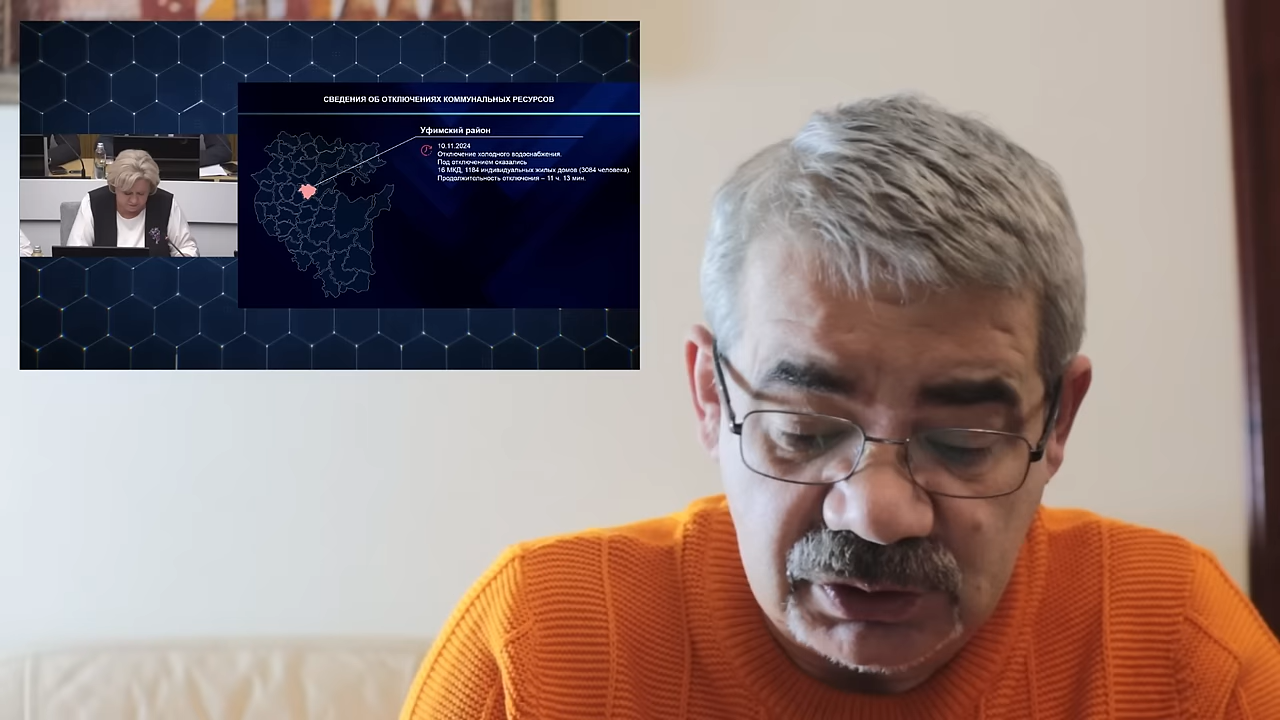 СВЕДЕНИЯ ОБ ОТКЛЮЧЕНИЯХ КОММУНАЛЬНЫХ РЕСУРСОВ
Уфимский район
10.11.2024
Отключение холодного водоснабжения.
Под отключением оказались
16 МКД, 1184 индивидуальных жилых домов (3084 человека).
Продолжительность отключения – 11 ч. 13 мин.